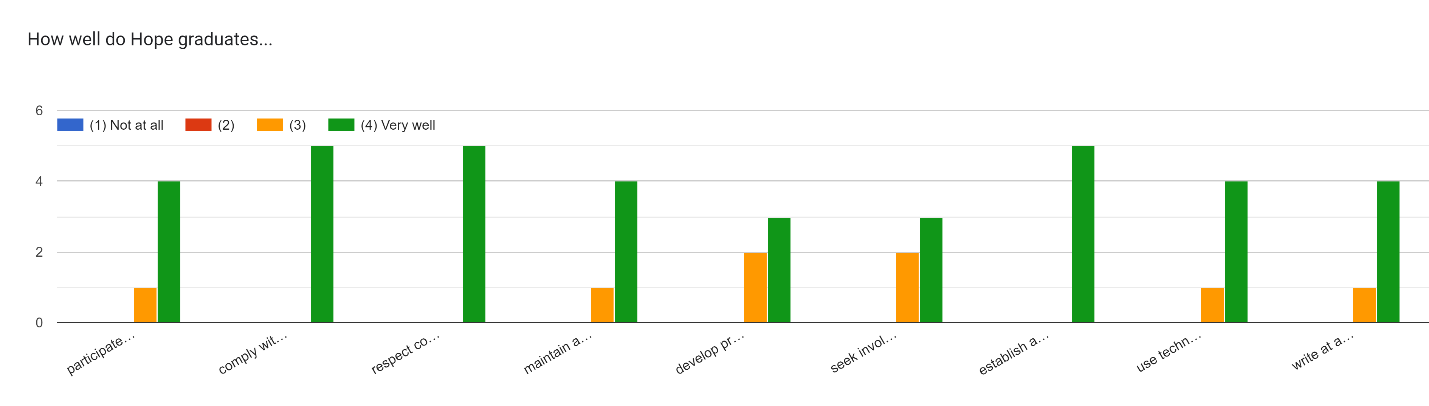 How well do Hope graduates...
6
(1) Not at all (2) (3) (4) Very well
4
2
0
participate… comply wit… respect co… maintain a… develop pr… seek invol… establish a… use techn… write at a…